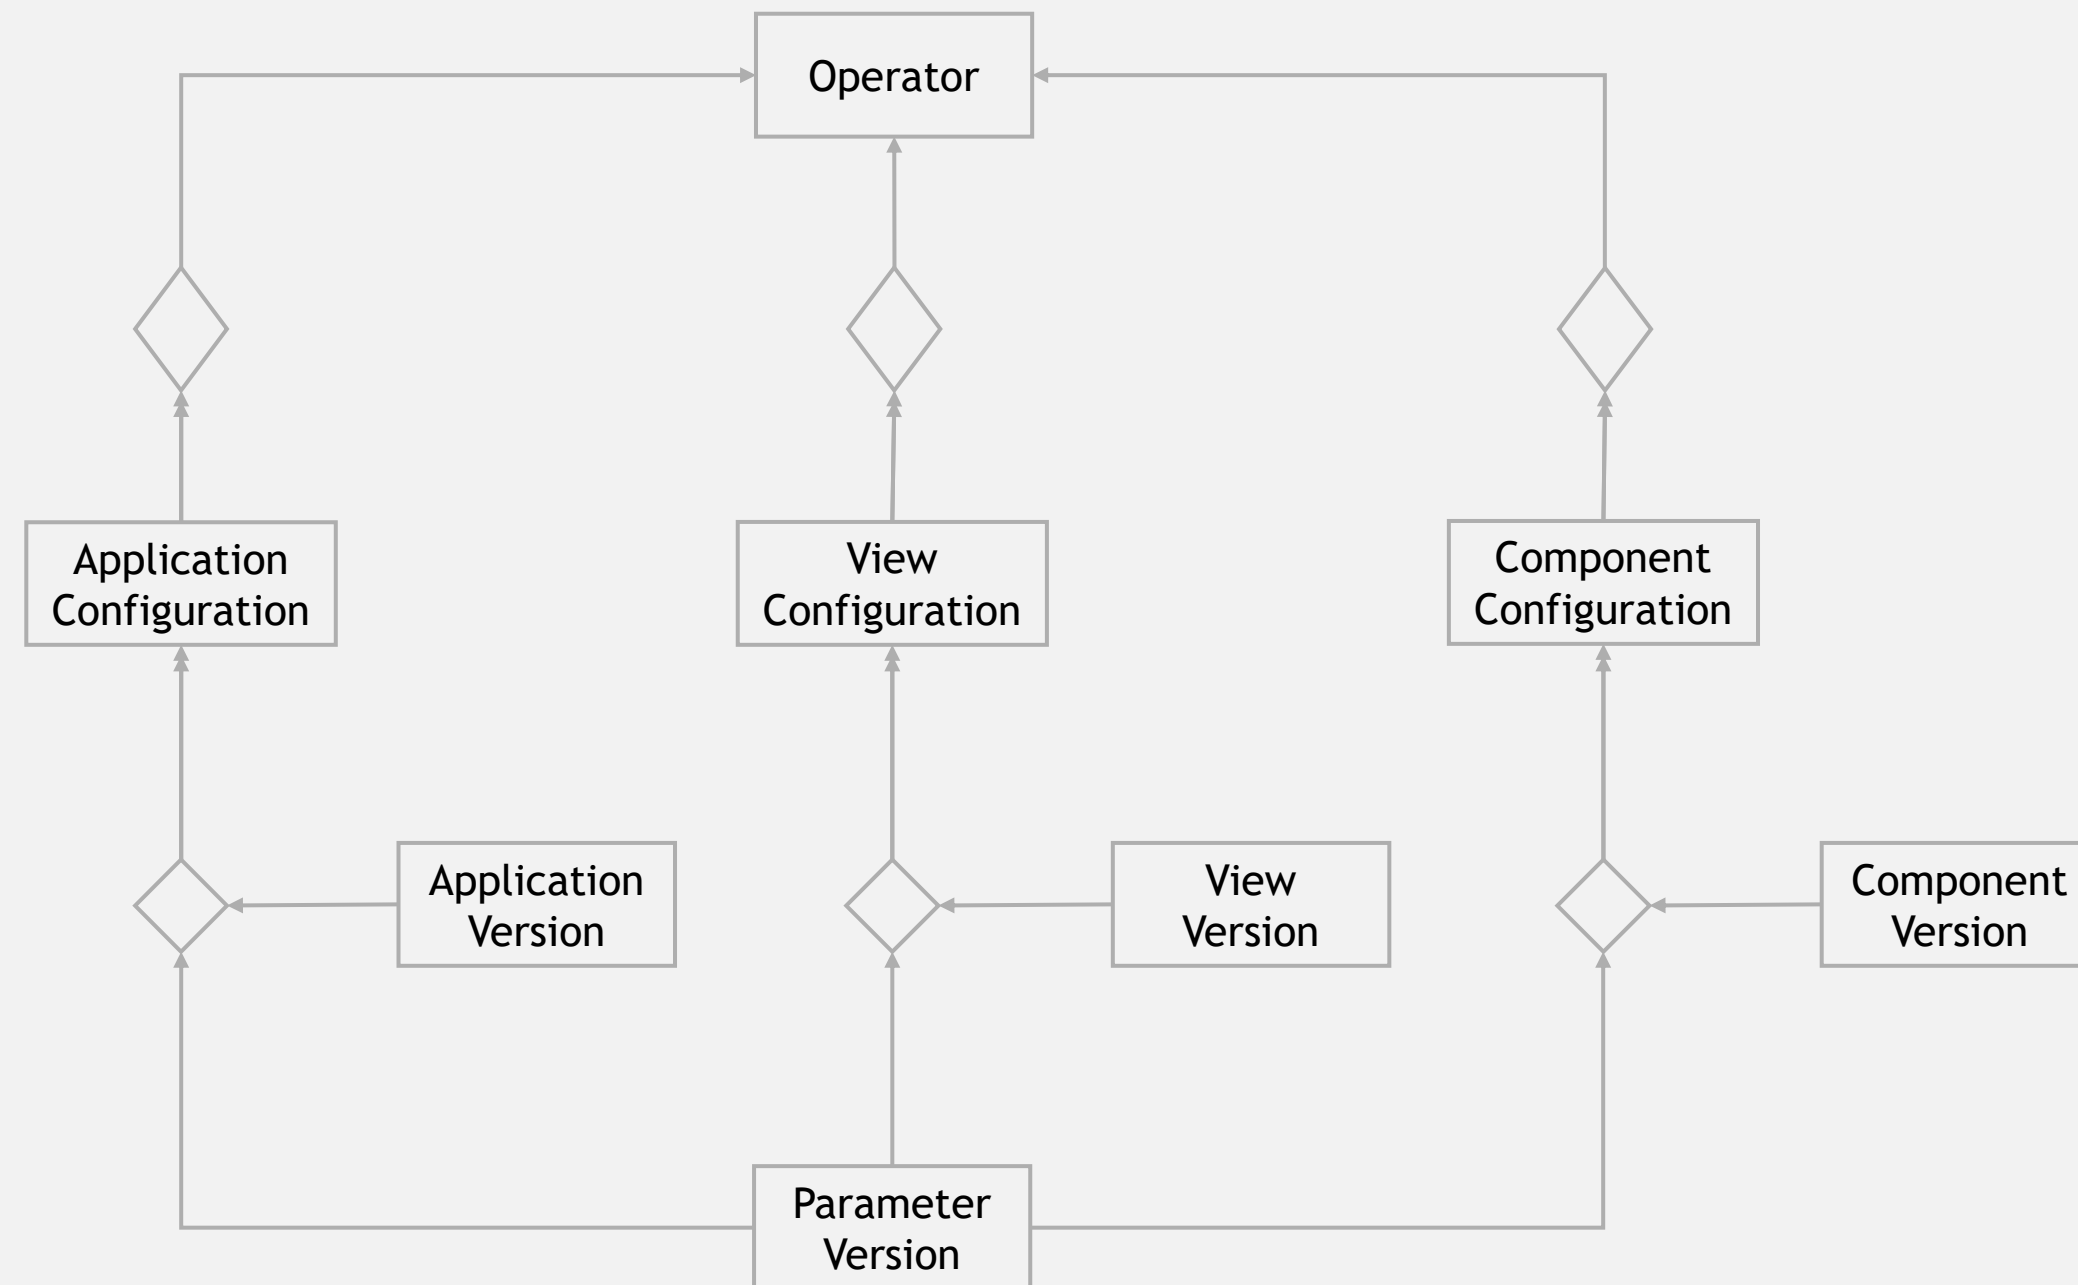 Operator
Application
Configuration
View
Configuration
Component
Configuration
Application
Version
View
Version
Component
Version
Parameter
Version